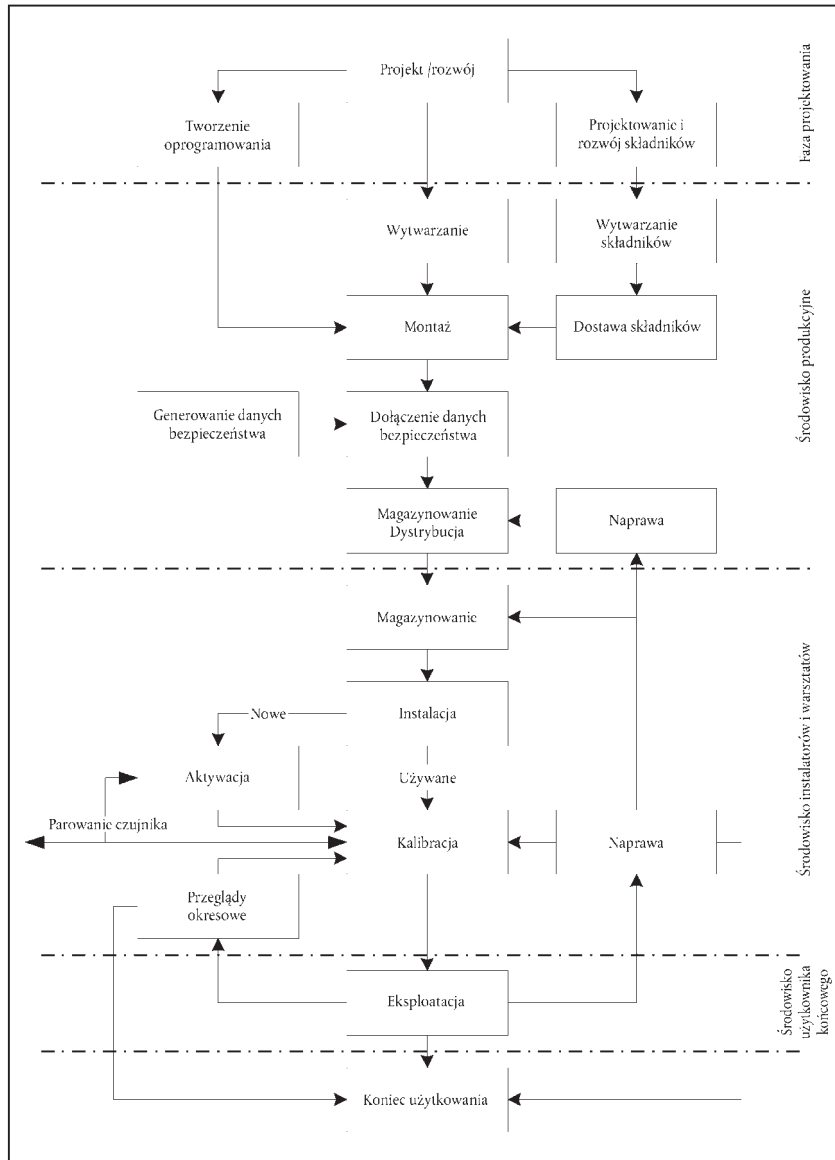 Projekt /rozwój
Tworzenie
oprogramowania
Projektowanie i
rozwój składników
Faza projektowania
Wytwarzanie
Wytwarzanie
składników
Montaż
Dostawa składników
Środowisko produkcyjne
Generowanie danych
bezpieczeństwa
Dołączenie danych
bezpieczeństwa
Magazynowanie
Dystrybucja
Naprawa
Magazynowanie
Nowe
Instalacja
Środowisko instalatorów i warsztatów
Aktywacja
Używane
Parowanie czujnika
Kalibracja
Naprawa
Przeglądy
okresowe
Eksploatacja
Środowisko
użytkownika
końcowego
Koniec użytkowania